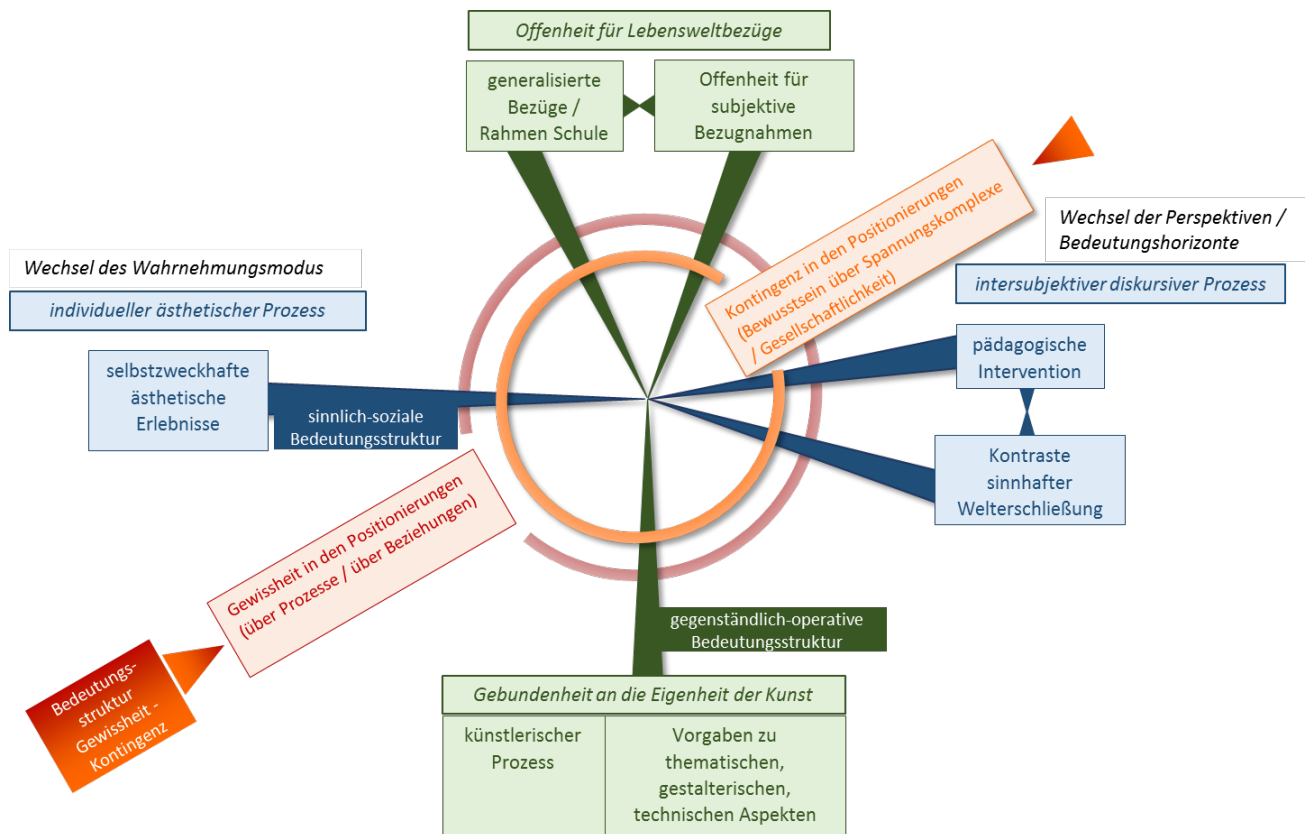 Offenheit für Lebensweltbezüge
generalisierte
Bezüge /
Rahmen Schule
Offenheit für
subjektive
Bezugnahmen
Kontingenz in den Positionierungen
(Bewusstsein über Spannungskomplexe
/ Gesellschaftlichkeit)
Wechsel der Perspektiven /
Bedeutungshorizonte
intersubjektiver diskursiver Prozess
Wechsel des Wahrnehmungsmodus
individueller ästhetischer Prozess
selbstzweckhafte
ästhetische
Erlebnisse
sinnlich-soziale
Bedeutungsstruktur
pädagogische
Intervention
Kontraste
sinnhafter
Welterschließung
Gewissheit in den Positionierungen
(über Prozesse / über Beziehungen)
Bedeutungs-
struktur
Gewissheit -
Kontingenz
gegenständlich-operative
Bedeutungsstruktur
Gebundenheit an die Eigenheit der Kunst
künstlerischer
Prozess
Vorgaben zu
thematischen,
gestalterischen,
technischen Aspekten